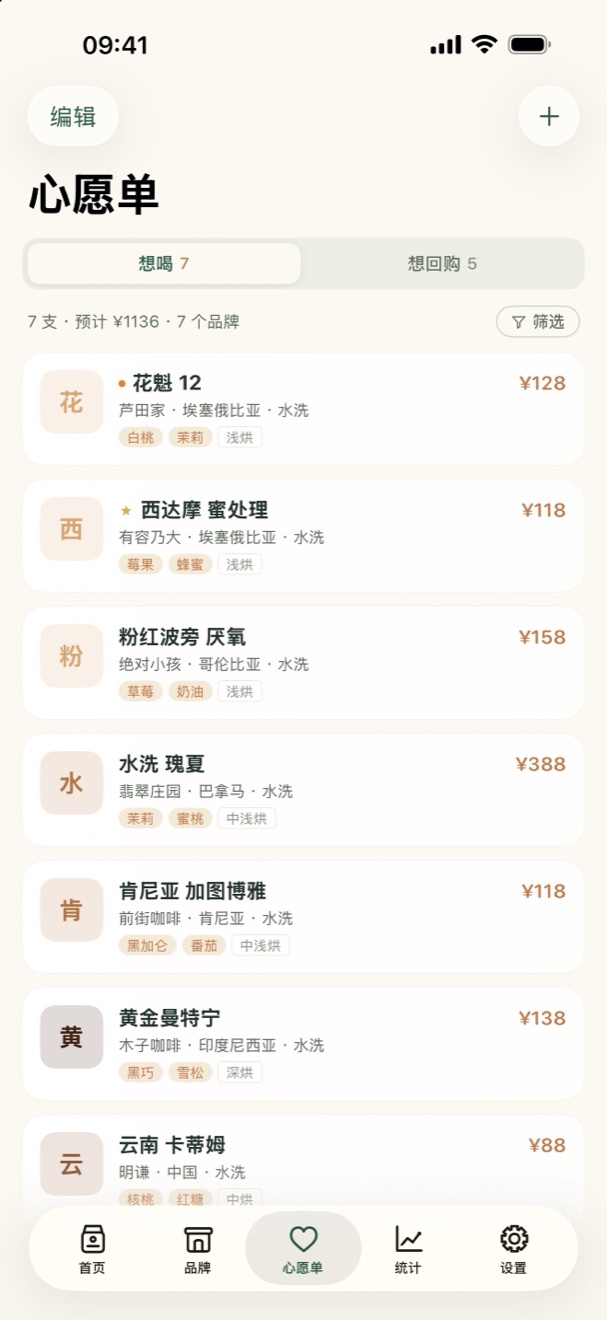 09:41
编辑
心愿单
想喝 7
想回购 5
7 支 · 预计 ¥1136 · 7 个品牌
筛选
花
花魁 12
¥128
芦田家 · 埃塞俄比亚 · 水洗
白桃 茉莉 浅烘
西
西达摩 蜜处理
¥118
有容乃大 · 埃塞俄比亚 · 水洗
莓果 蜂蜜 浅烘
粉
粉红波旁 厌氧
¥158
绝对小孩 · 哥伦比亚 · 水洗
草莓 奶油 浅烘
水
水洗 瑰夏
¥388
翡翠庄园 · 巴拿马 · 水洗
茉莉 蜜桃 中浅烘
肯
肯尼亚 加图博雅
¥118
前街咖啡 · 肯尼亚 · 水洗
黑加仑 番茄 中浅烘
黄
黄金曼特宁
¥138
木子咖啡 · 印度尼西亚 · 水洗
黑巧 雪松 深烘
云
云南 卡蒂姆
¥88
明谦 · 中国 · 水洗
核桃 红糖 中烘
首页
品牌
心愿单
统计
设置